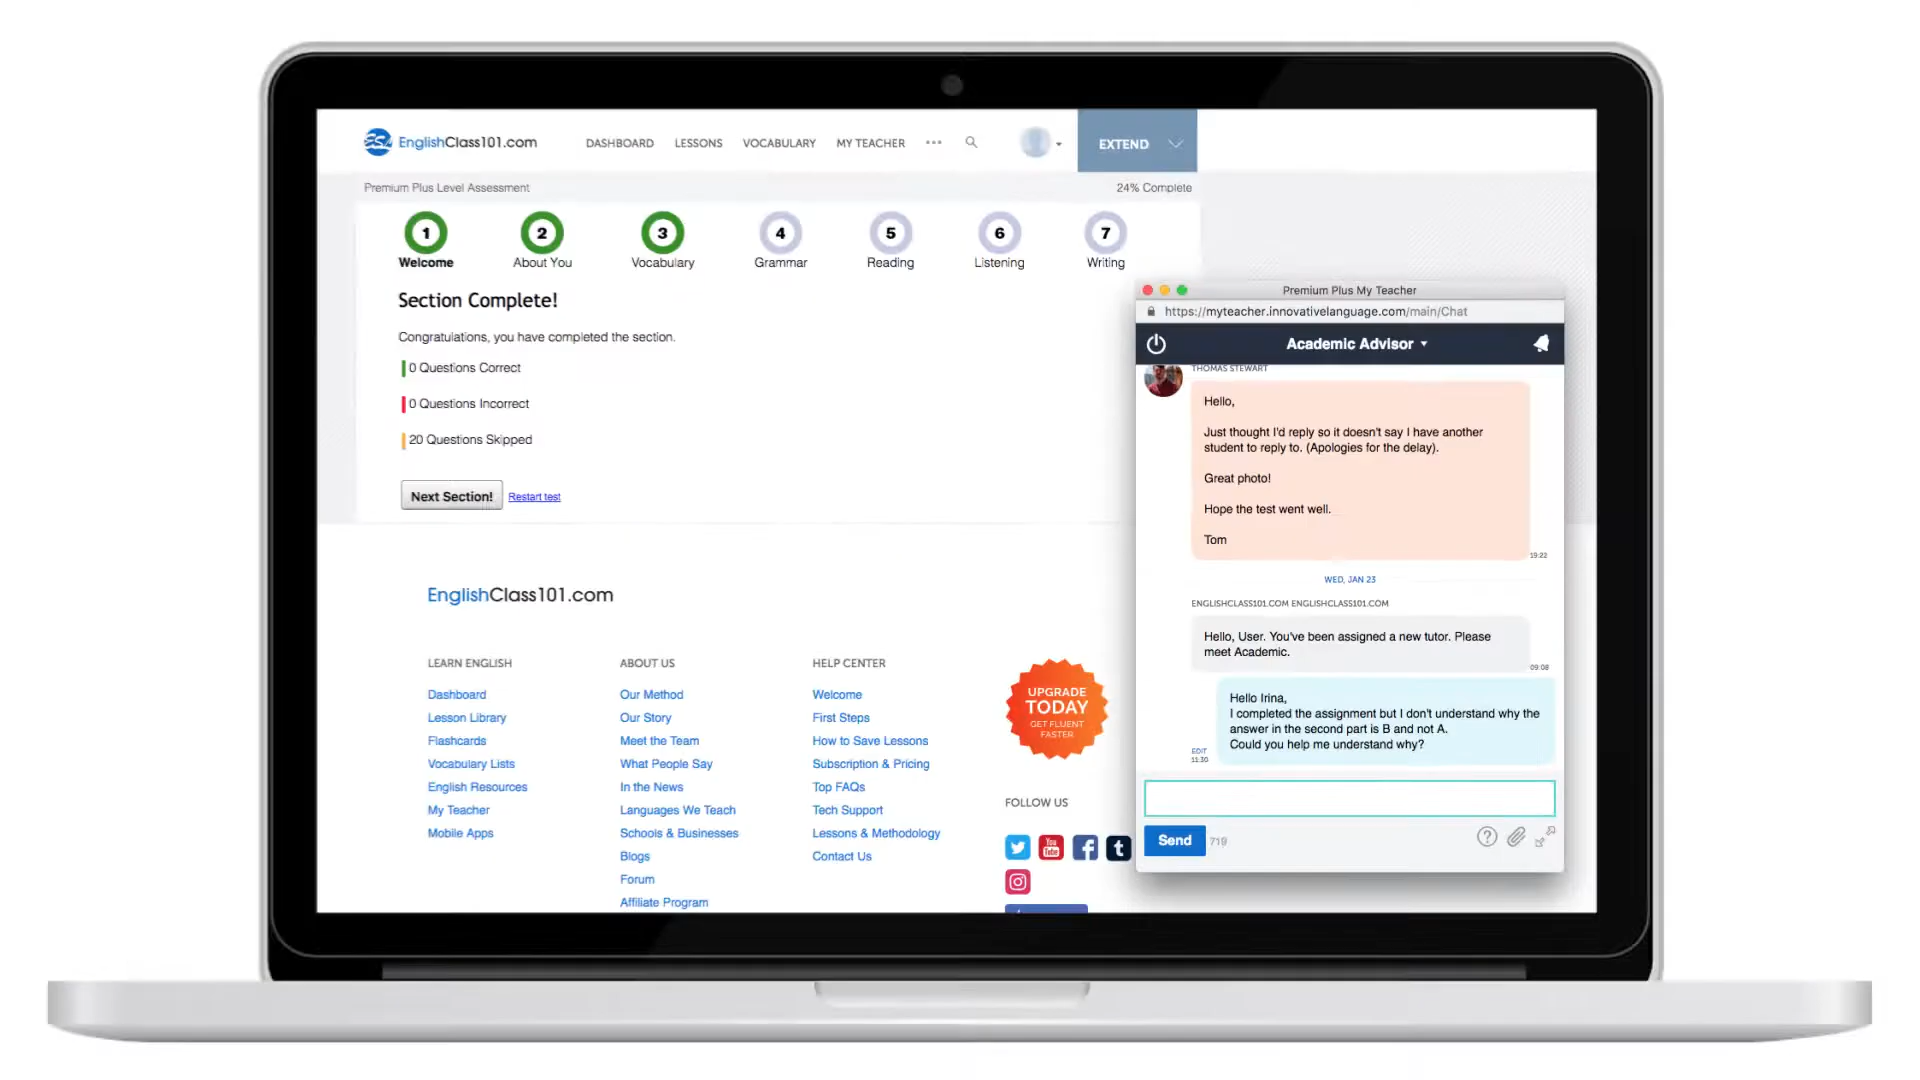 EnglishClass101.com
DASHBOARD LESSONS VOCABULARY MY TEACHER ...
EXTEND
Premium Plus Level Assessment
24% Complete
1 2 3 4 5 6 7
Welcome About You Vocabulary Grammar Reading Listening Writing
Section Complete!
Congratulations, you have completed the section.
0 Questions Correct
0 Questions Incorrect
20 Questions Skipped
Next Section! Restart test
EnglishClass101.com
LEARN ENGLISH
Dashboard
Lesson Library
Flashcards
Vocabulary Lists
English Resources
My Teacher
Mobile Apps
ABOUT US
Our Method
Our Story
Meet the Team
What People Say
In the News
Languages We Teach
Schools & Businesses
Blogs
Forum
Affiliate Program
HELP CENTER
Welcome
First Steps
How to Save Lessons
Subscription & Pricing
Top FAQs
Tech Support
Lessons & Methodology
Contact Us
UPGRADE
TODAY
GET FLUENT
FASTER
FOLLOW US
You
Tube
f
t
Premium Plus My Teacher
https://myteacher.innovativelanguage.com/main/Chat
Academic Advisor
THOMAS STEWART
Hello,
Just thought I'd reply so it doesn't say I have another
student to reply to. (Apologies for the delay).
Great photo!
Hope the test went well.
Tom
19:22
WED, JAN 23
ENGLISHCLASS101.COM ENGLISHCLASS101.COM
Hello, User. You've been assigned a new tutor. Please
meet Academic.
09:08
Hello Irina,
I completed the assignment but I don't understand why the
answer in the second part is B and not A.
Could you help me understand why?
EDIT
11:30
Send 719
?